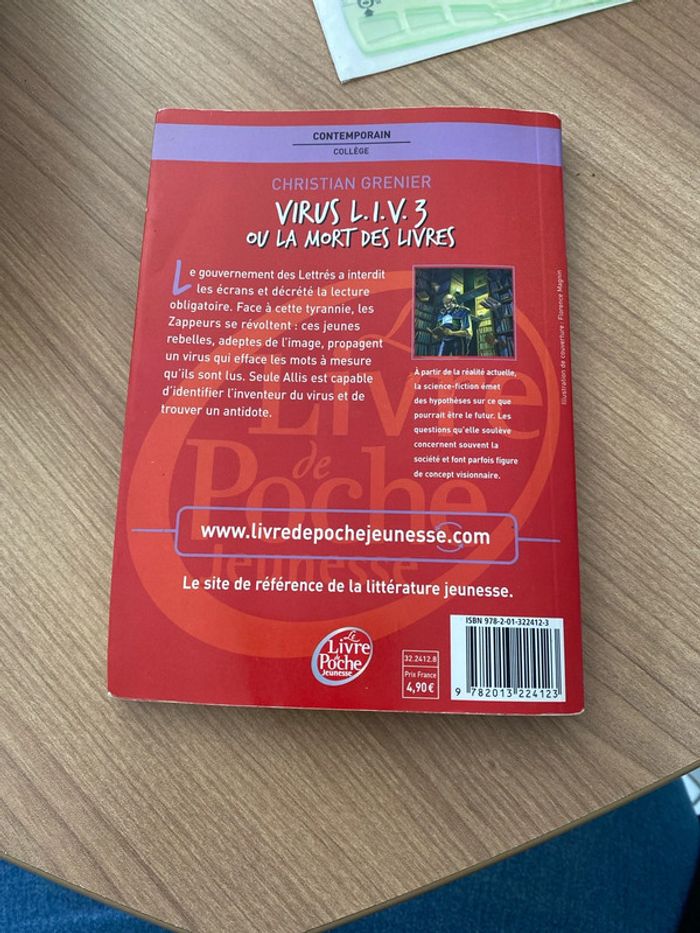 CONTEMPORAIN
COLLÈGE
CHRISTIAN GRENIER
VIRUS L.I.V. 3
OU LA MORT DES LIVRES
Le gouvernement des Lettrés a interdit
les écrans et décrété la lecture
obligatoire. Face à cette tyrannie, les
Zappeurs se révoltent : ces jeunes
rebelles, adeptes de l'image, propagent
un virus qui efface les mots à mesure
qu'ils sont lus. Seule Allis est capable
d'identifier l'inventeur du virus et de
trouver un antidote.
Illustration de couverture : Florence Magnin
À partir de la réalité actuelle,
la science-fiction émet
des hypothèses sur ce que
pourrait être le futur. Les
questions qu'elle soulève
concernent souvent la
société et font parfois figure
de concept visionnaire.
Livre
de
Poche
Jeunesse
www.livredepochejeunesse.com
Le site de référence de la littérature jeunesse.
Le
Livre
de
Poche
Jeunesse
32.2412.8
Prix France
4,90 €
ISBN 978-2-01-322412-3
9 782013 224123